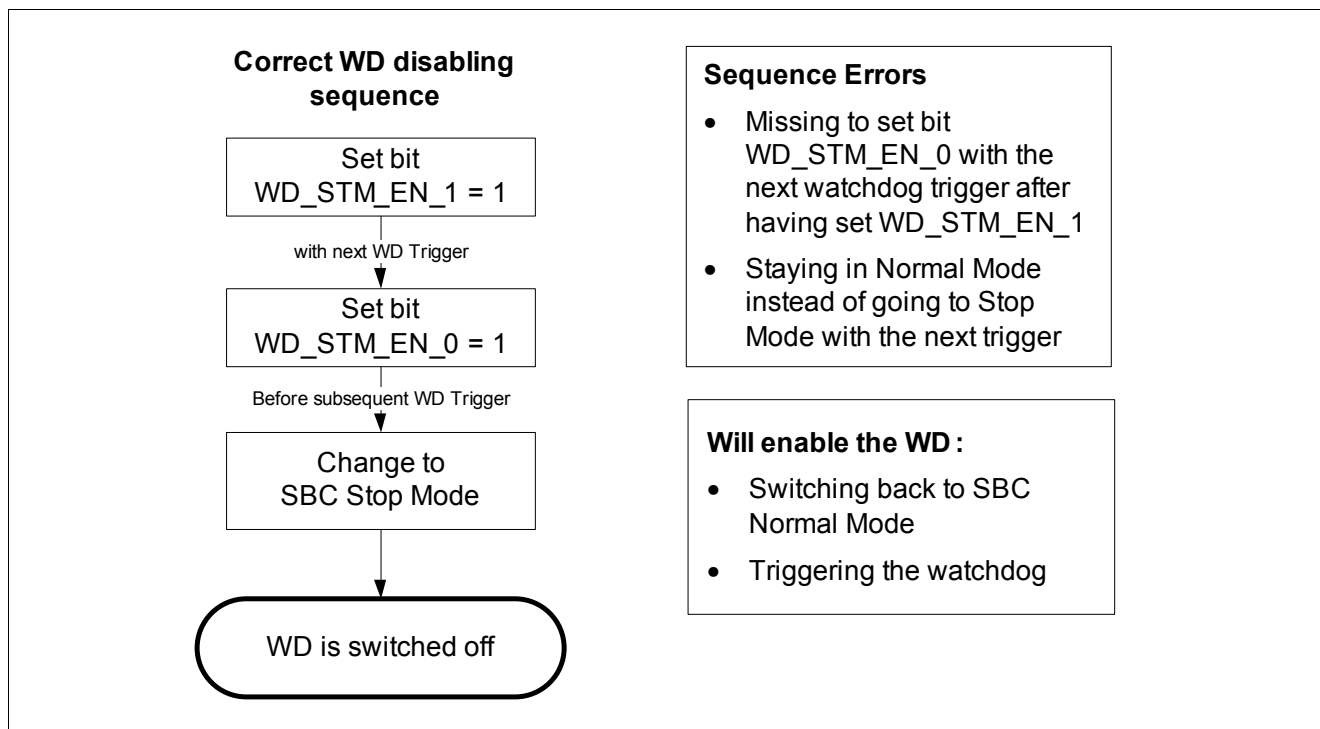 Correct WD disabling
sequence
Set bit
WD_STM_EN_1 = 1
with next WD Trigger
Set bit
WD_STM_EN_0 = 1
Before subsequent WD Trigger
Change to
SBC Stop Mode
WD is switched off
Sequence Errors
• Missing to set bit
WD_STM_EN_0 with the
next watchdog trigger after
having set WD_STM_EN_1
• Staying in Normal Mode
instead of going to Stop
Mode with the next trigger
Will enable the WD :
• Switching back to SBC
Normal Mode
• Triggering the watchdog